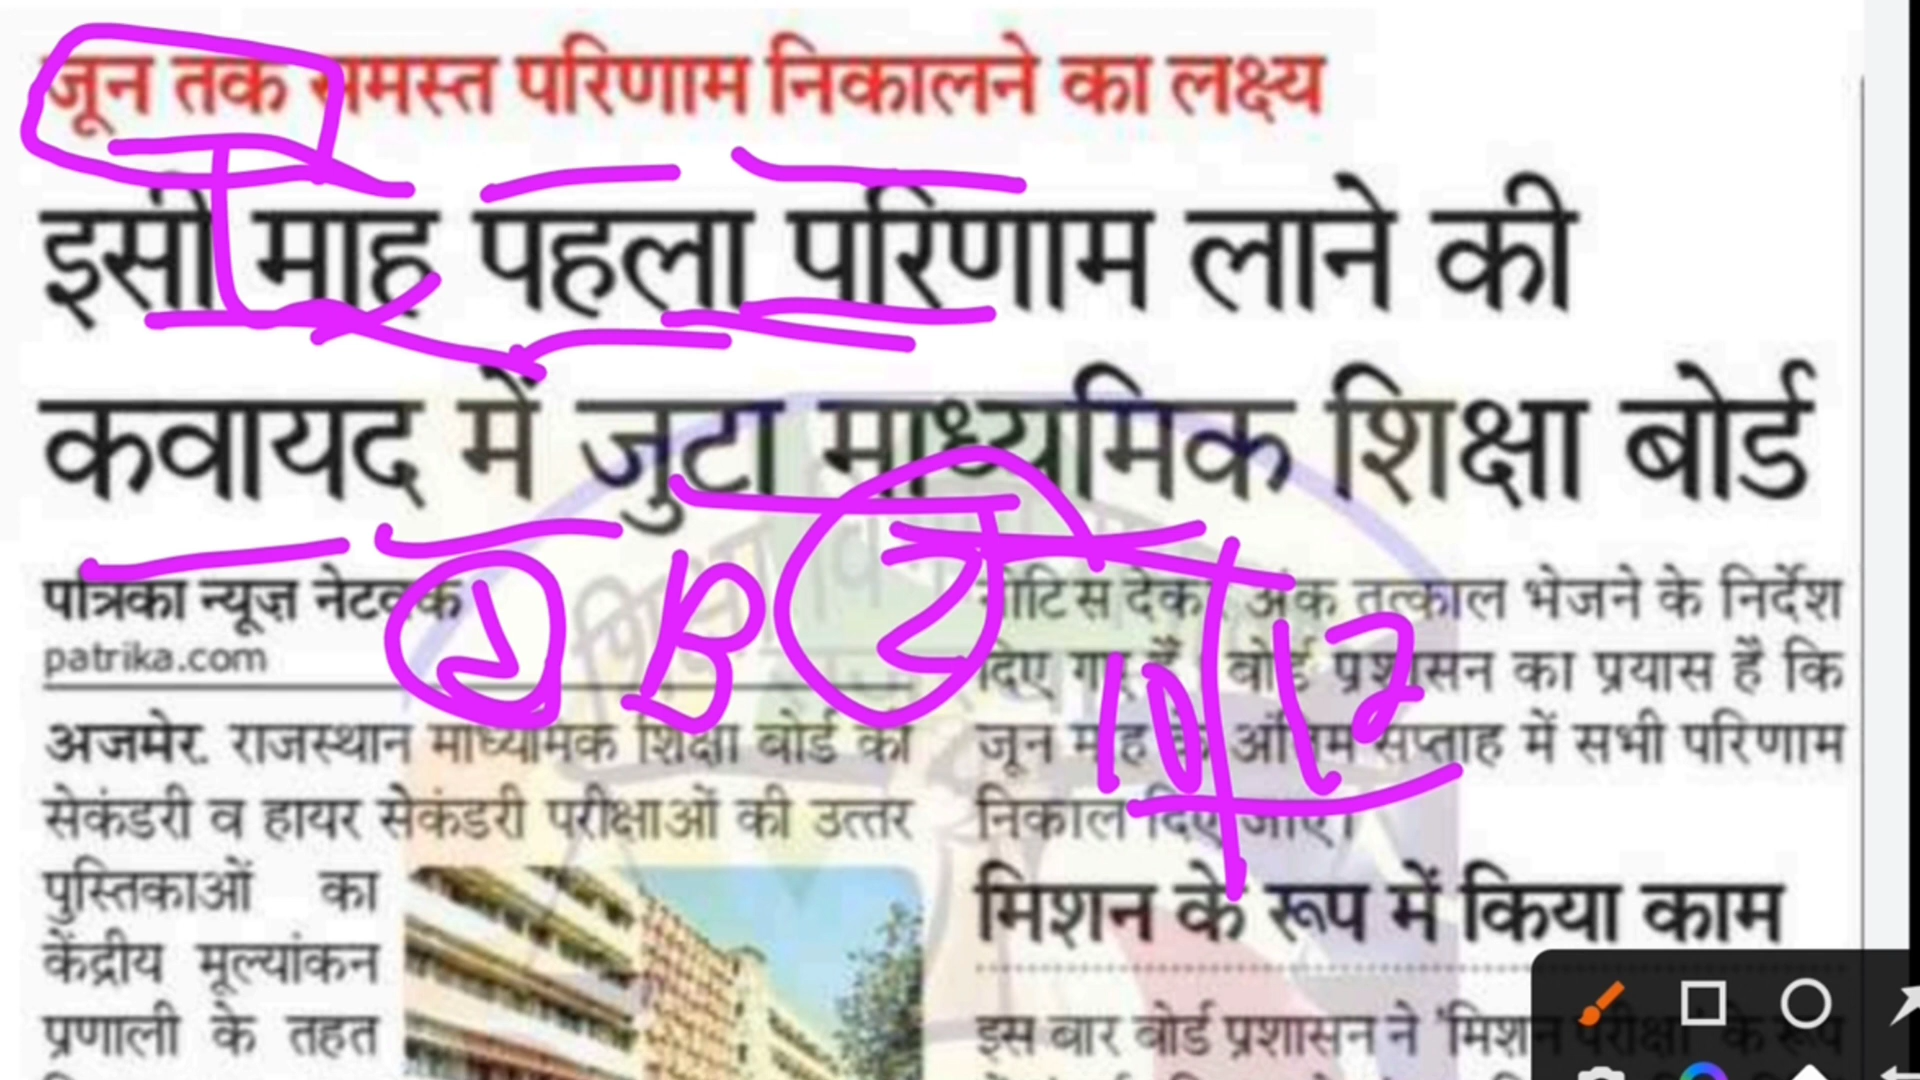 जून तक समस्त परिणाम निकालने का लक्ष्य
इसी माह पहला परिणाम लाने की
कवायद में जुटा माध्यमिक शिक्षा बोर्ड
पत्रिका न्यूज़ नेटवर्क
patrika.com
अजमेर. राजस्थान माध्यमिक शिक्षा बोर्ड की
सेकंडरी व हायर सेकंडरी परीक्षाओं की उत्तर
पुस्तिकाओं का
केंद्रीय मूल्यांकन
प्रणाली के तहत
नोटिस देकर अंक तत्काल भेजने के निर्देश
दिए गए हैं। बोर्ड प्रशासन का प्रयास है कि
जून माह के अंतिम सप्ताह में सभी परिणाम
निकाल दिए जाएं।
मिशन के रूप में किया काम
इस बार बोर्ड प्रशासन ने 'मिशन परीक्षा' के रूप
B
10 12